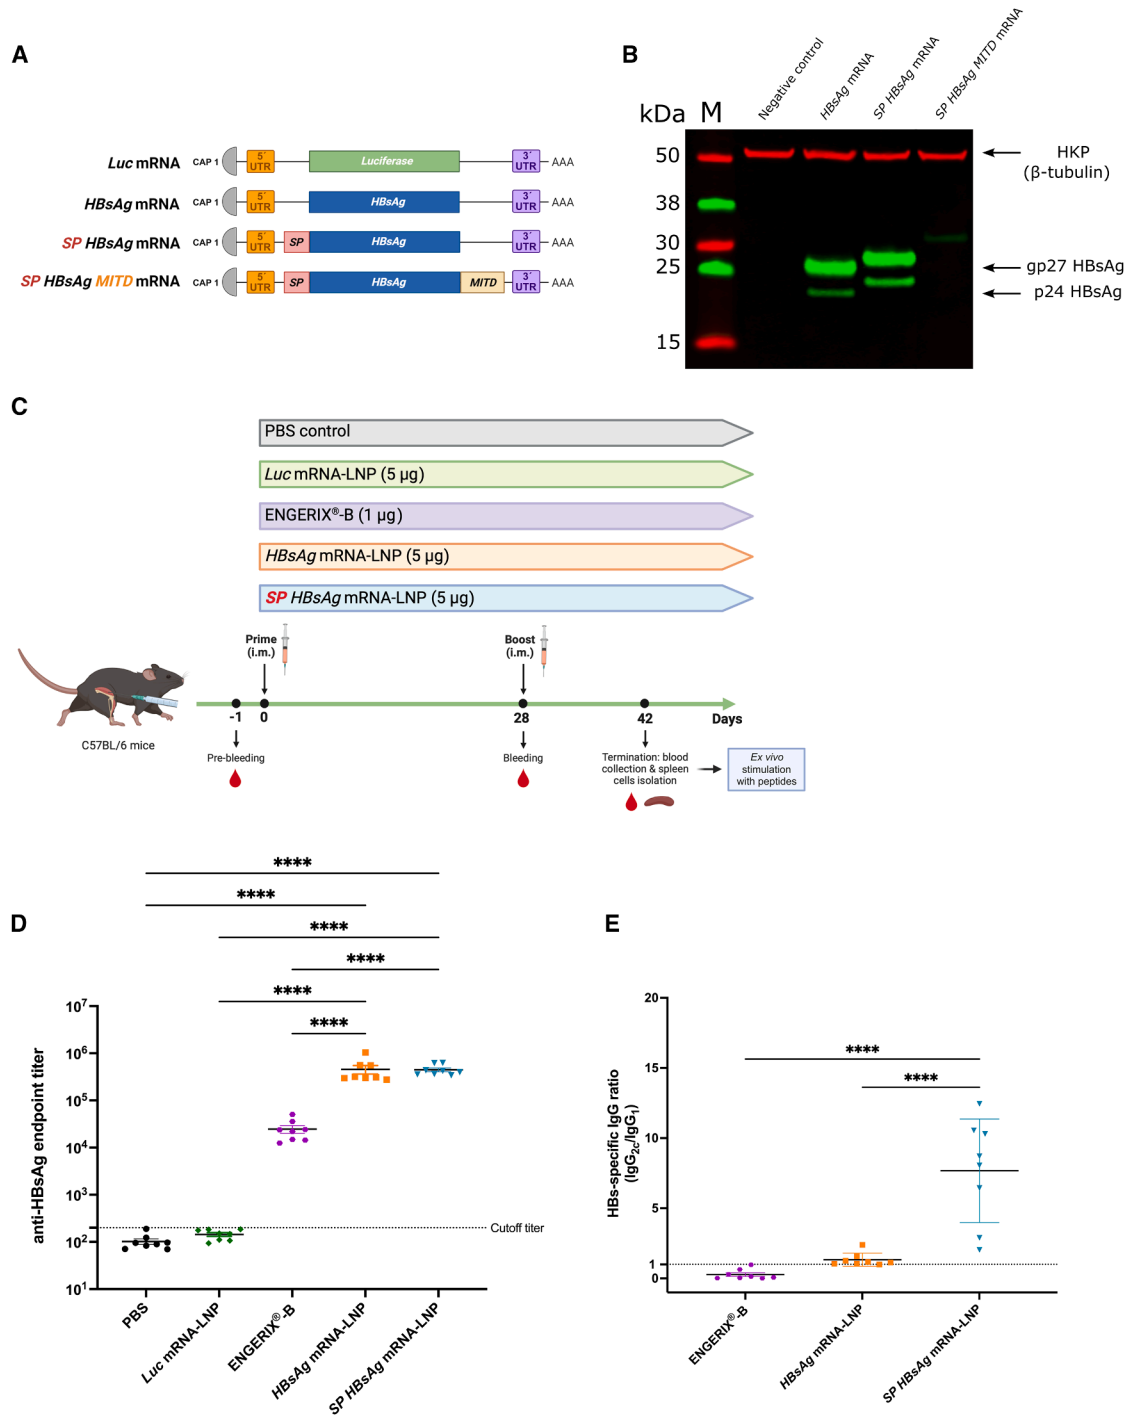 A
Luc mRNA CAP 1 5´ UTR Luciferase 3´ UTR AAA
HBsAg mRNA CAP 1 5´ UTR HBsAg 3´ UTR AAA
SP HBsAg mRNA CAP 1 5´ UTR SP HBsAg 3´ UTR AAA
SP HBsAg MITD mRNA CAP 1 5´ UTR SP HBsAg MITD 3´ UTR AAA
B
kDa M
Negative control
HBsAg mRNA
SP HBsAg mRNA
SP HBsAg MITD mRNA
50
38
30
25
15
HKP
(β-tubulin)
gp27 HBsAg
p24 HBsAg
C
PBS control
Luc mRNA-LNP (5 µg)
ENGERIX®-B (1 µg)
HBsAg mRNA-LNP (5 µg)
SP HBsAg mRNA-LNP (5 µg)
Prime
(i.m.)
Boost
(i.m.)
-1 0 28 42 Days
C57BL/6 mice
Pre-bleeding
Bleeding
Termination: blood
collection & spleen
cells isolation
Ex vivo
stimulation
with peptides
D
****
****
****
****
****
****
anti-HBsAg endpoint titer
10⁷
10⁶
10⁵
10⁴
10³
10²
10¹
Cutoff titer
PBS
Luc mRNA-LNP
ENGERIX®-B
HBsAg mRNA-LNP
SP HBsAg mRNA-LNP
E
HBs-specific IgG ratio
(IgG2c/IgG1)
20
15
10
5
1
0
****
****
ENGERIX®-B
HBsAg mRNA-LNP
SP HBsAg mRNA-LNP